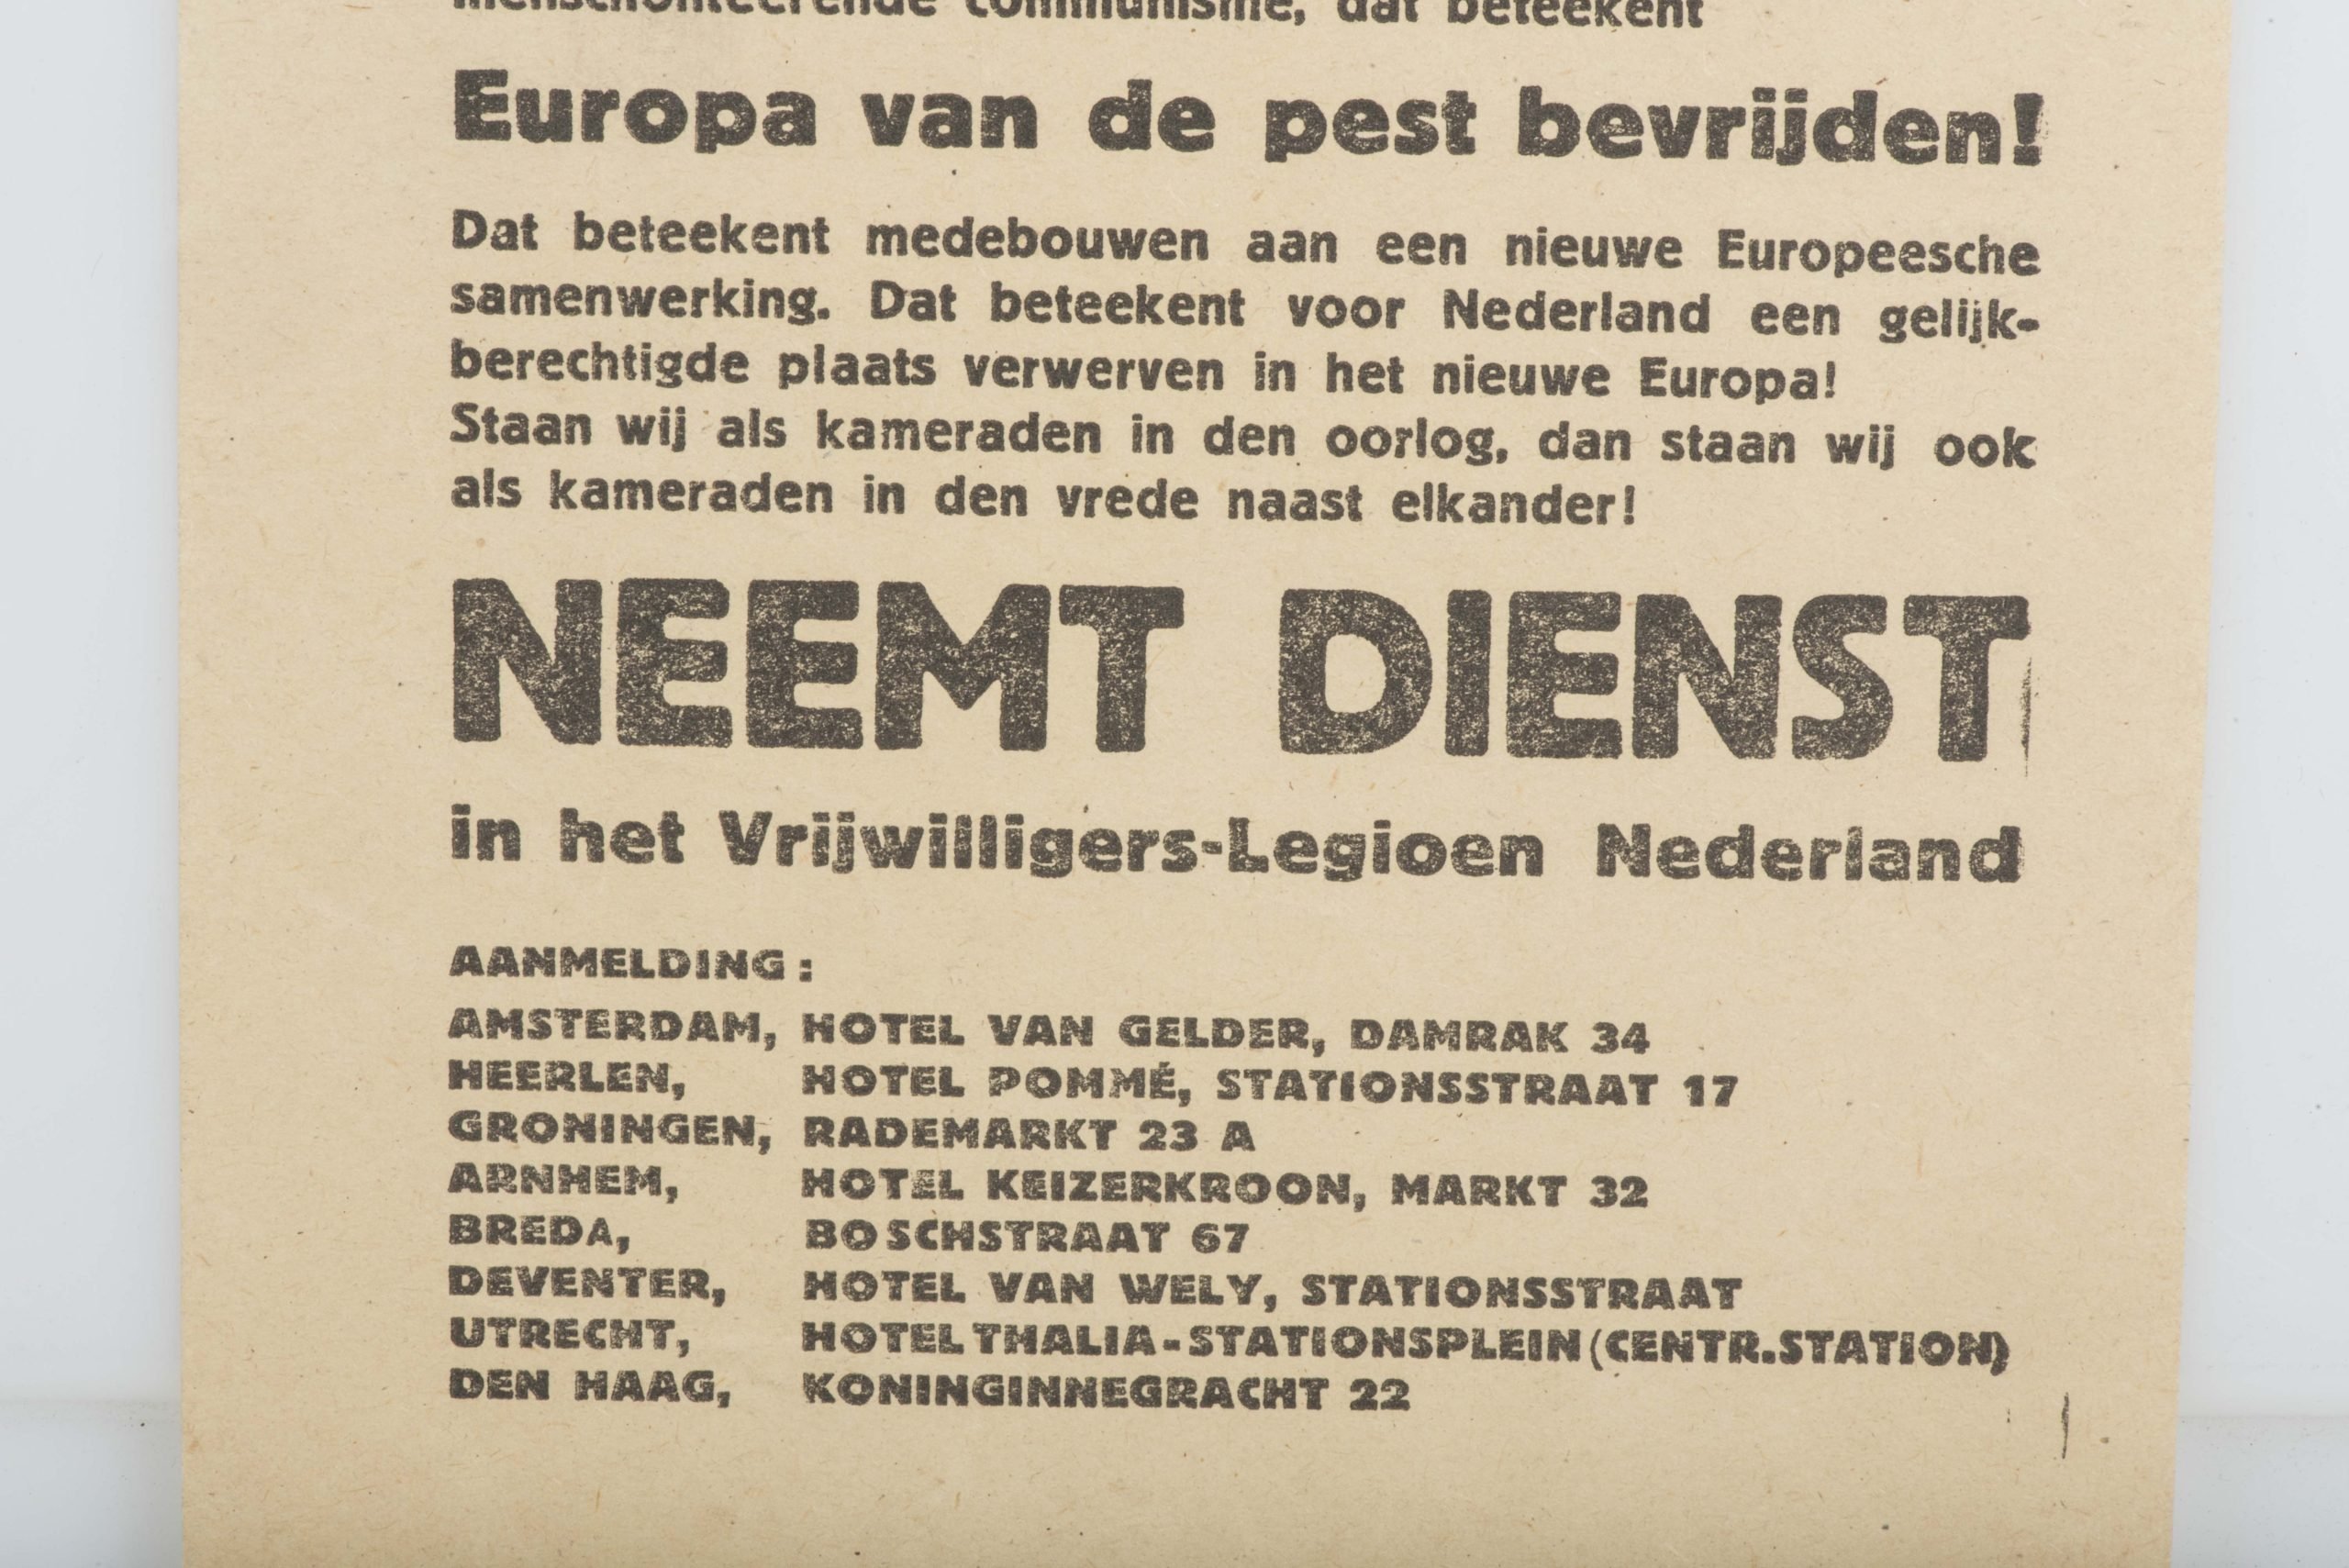 menschonteerende communisme, dat beteekent
Europa van de pest bevrijden!
Dat beteekent medebouwen aan een nieuwe Europeesche
samenwerking. Dat beteekent voor Nederland een gelijk-
berechtigde plaats verwerven in het nieuwe Europa!
Staan wij als kameraden in den oorlog, dan staan wij ook
als kameraden in den vrede naast elkander!
NEEMT DIENST
in het Vrijwilligers-Legioen Nederland
AANMELDING:
AMSTERDAM, HOTEL VAN GELDER, DAMRAK 34
HEERLEN, HOTEL POMMÉ, STATIONSSTRAAT 17
GRONINGEN, RADEMARKT 23 A
ARNHEM, HOTEL KEIZERKROON, MARKT 32
BREDA, BOSCHSTRAAT 67
DEVENTER, HOTEL VAN WELY, STATIONSSTRAAT
UTRECHT, HOTEL THALIA-STATIONSPLEIN (CENTR.STATION)
DEN HAAG, KONINGINNEGRACHT 22